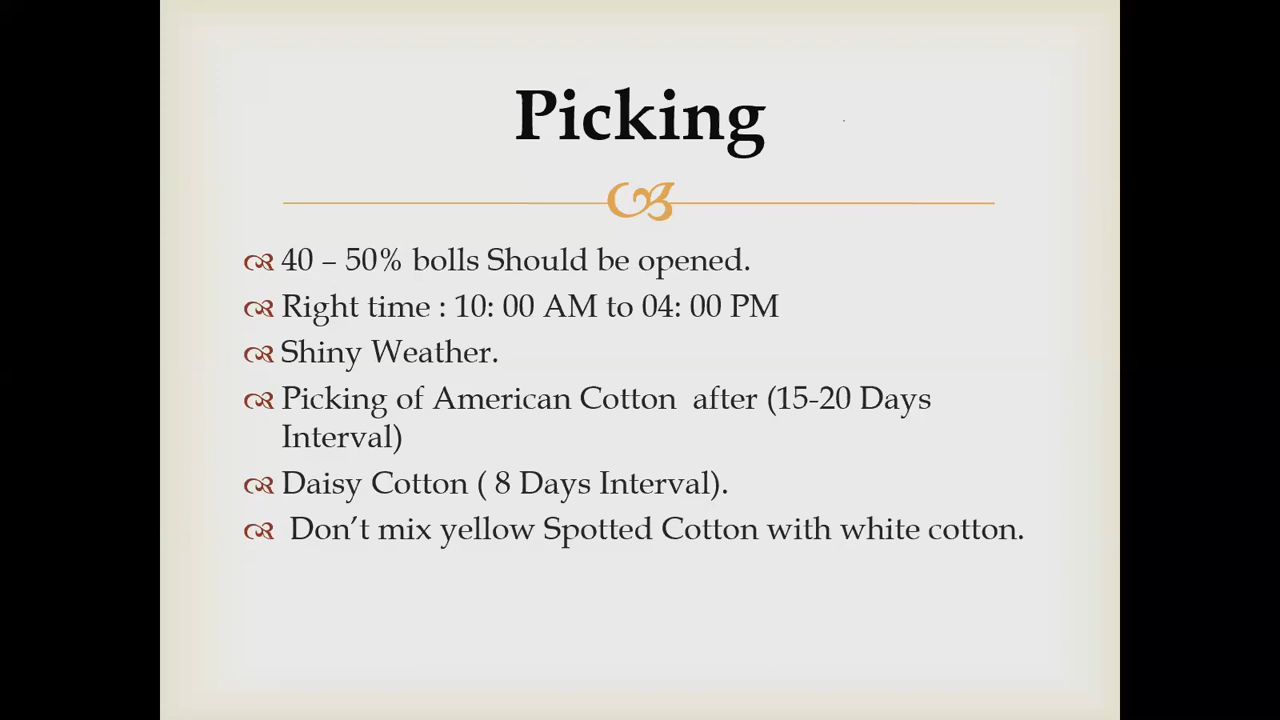 Picking
40 – 50% bolls Should be opened.
Right time : 10: 00 AM to 04: 00 PM
Shiny Weather.
Picking of American Cotton  after (15-20 Days
Interval)
Daisy Cotton ( 8 Days Interval).
Don’t mix yellow Spotted Cotton with white cotton.